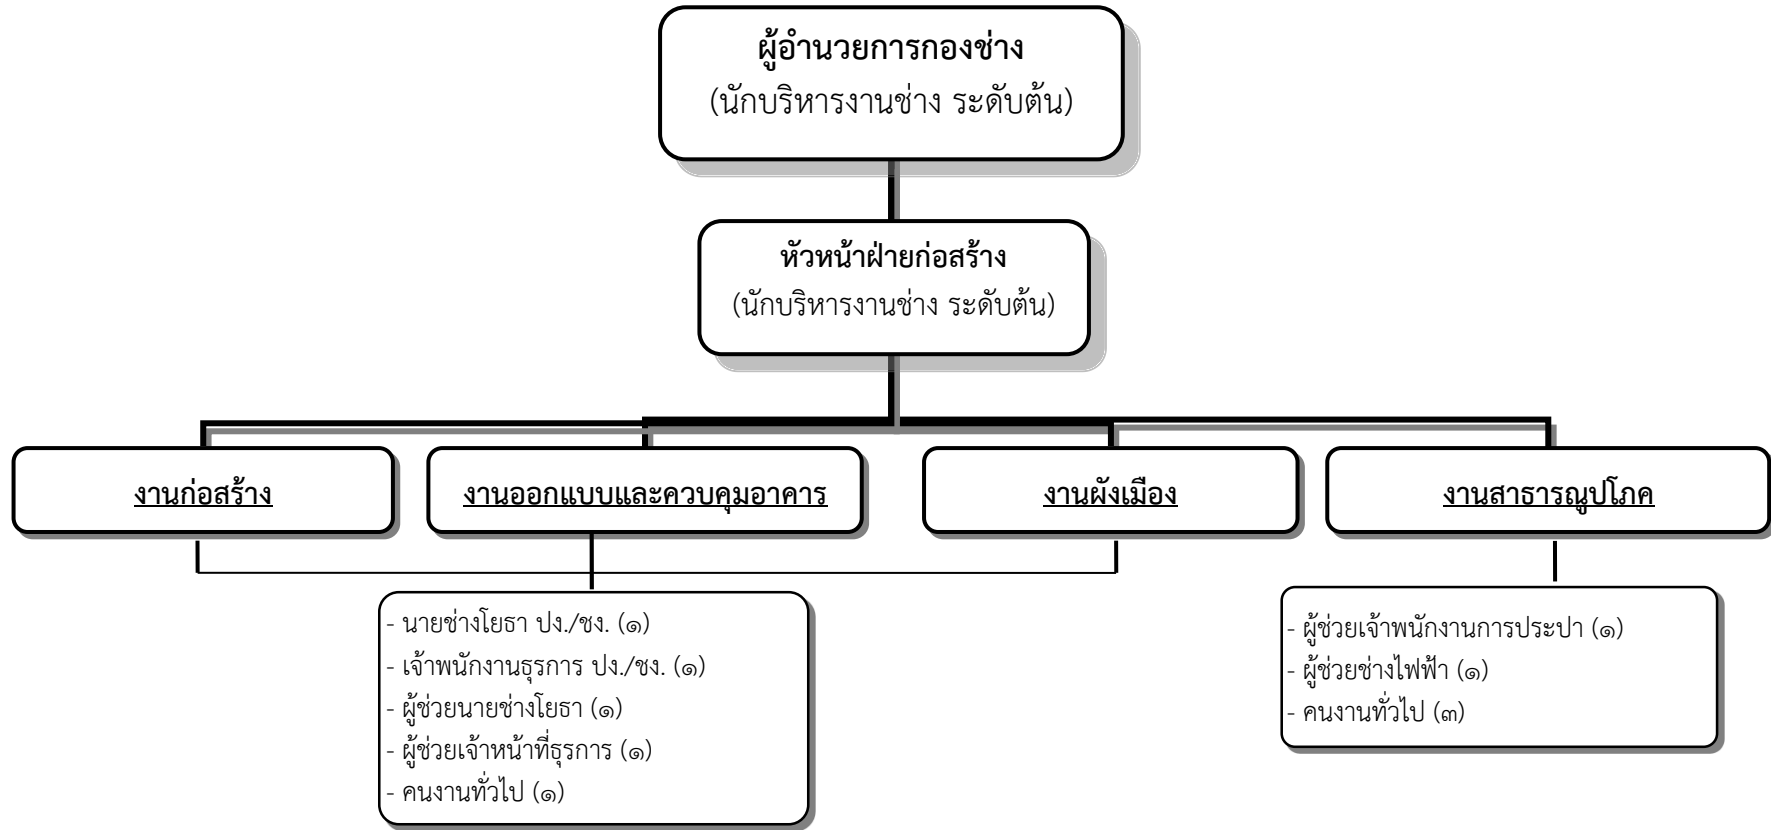 ผู้อำนวยการกองช่าง
(นักบริหารงานช่าง ระดับต้น)
หัวหน้าฝ่ายก่อสร้าง
(นักบริหารงานช่าง ระดับต้น)
งานก่อสร้าง
งานออกแบบและควบคุมอาคาร
งานผังเมือง
งานสาธารณูปโภค
- นายช่างโยธา ปง./ชง. (๑)
- เจ้าพนักงานธุรการ ปง./ชง. (๑)
- ผู้ช่วยนายช่างโยธา (๑)
- ผู้ช่วยเจ้าหน้าที่ธุรการ (๑)
- คนงานทั่วไป (๑)
- ผู้ช่วยเจ้าพนักงานการประปา (๑)
- ผู้ช่วยช่างไฟฟ้า (๑)
- คนงานทั่วไป (๓)